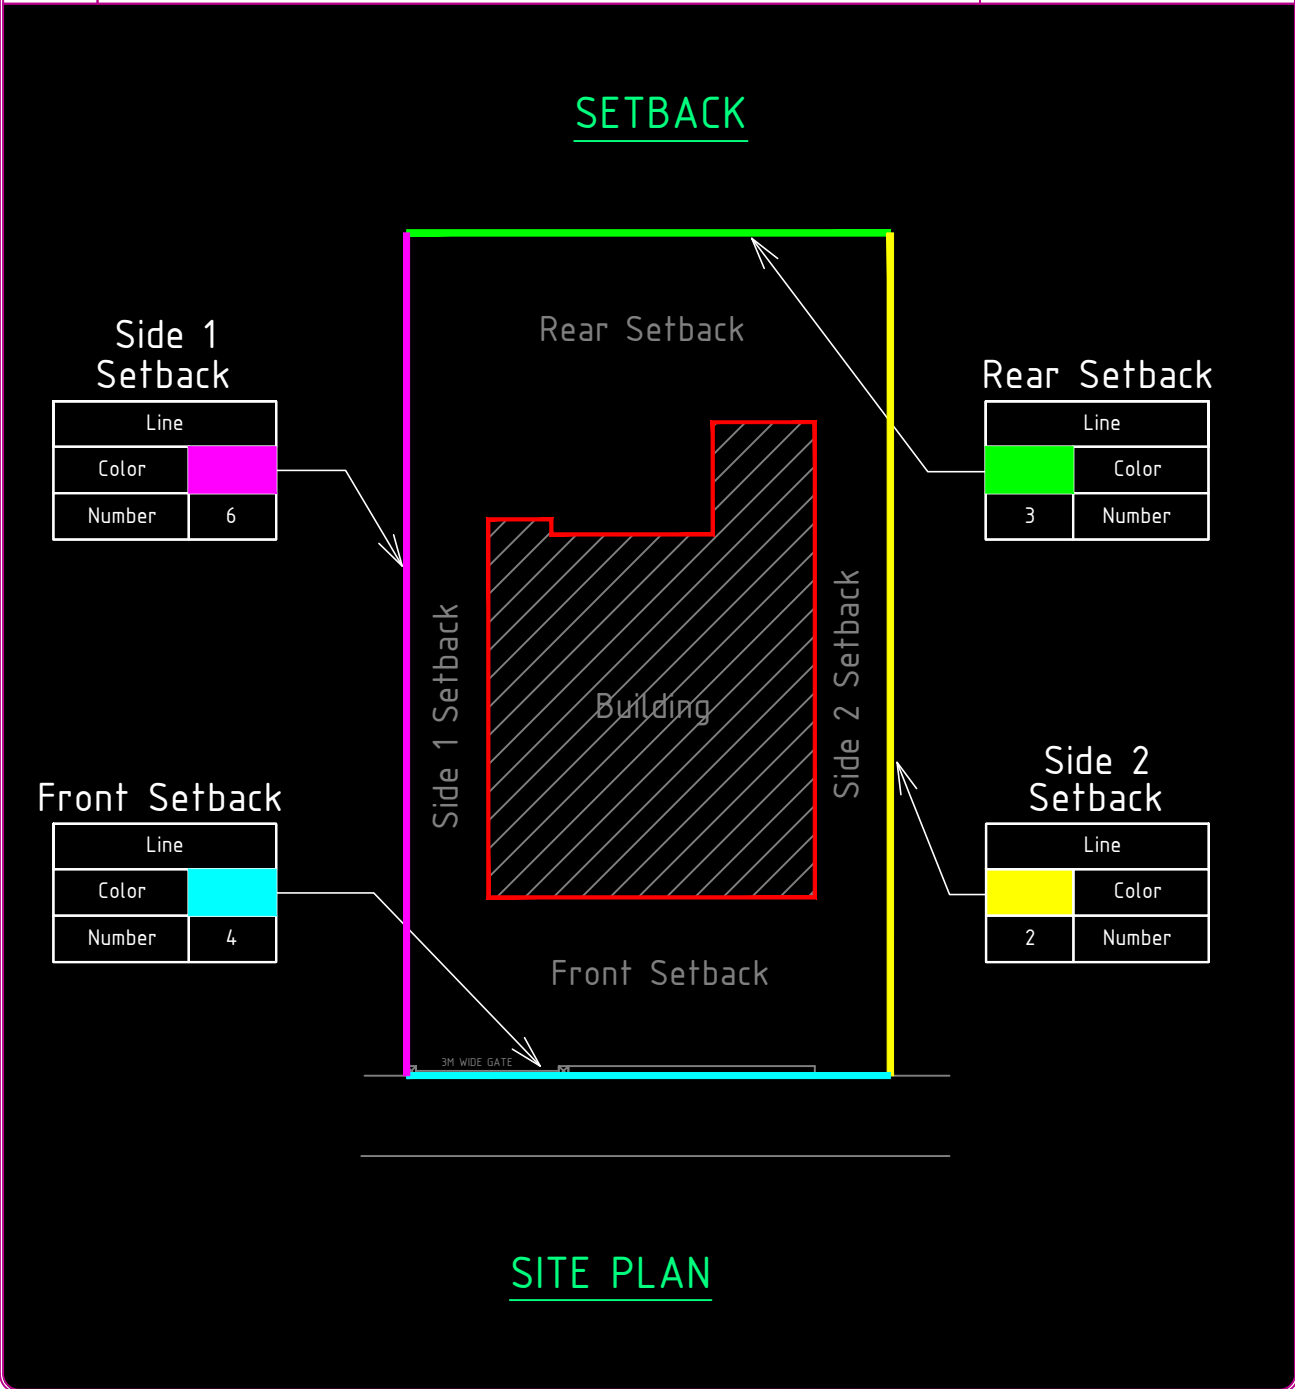 SETBACK
Side 1
Setback
Line
Color
Number 6
Rear Setback
Line
Color
3 Number
Rear Setback
Side 1 Setback
Building
Side 2 Setback
Front Setback
Line
Color
Number 4
Side 2
Setback
Line
Color
2 Number
Front Setback
3M WIDE GATE
SITE PLAN